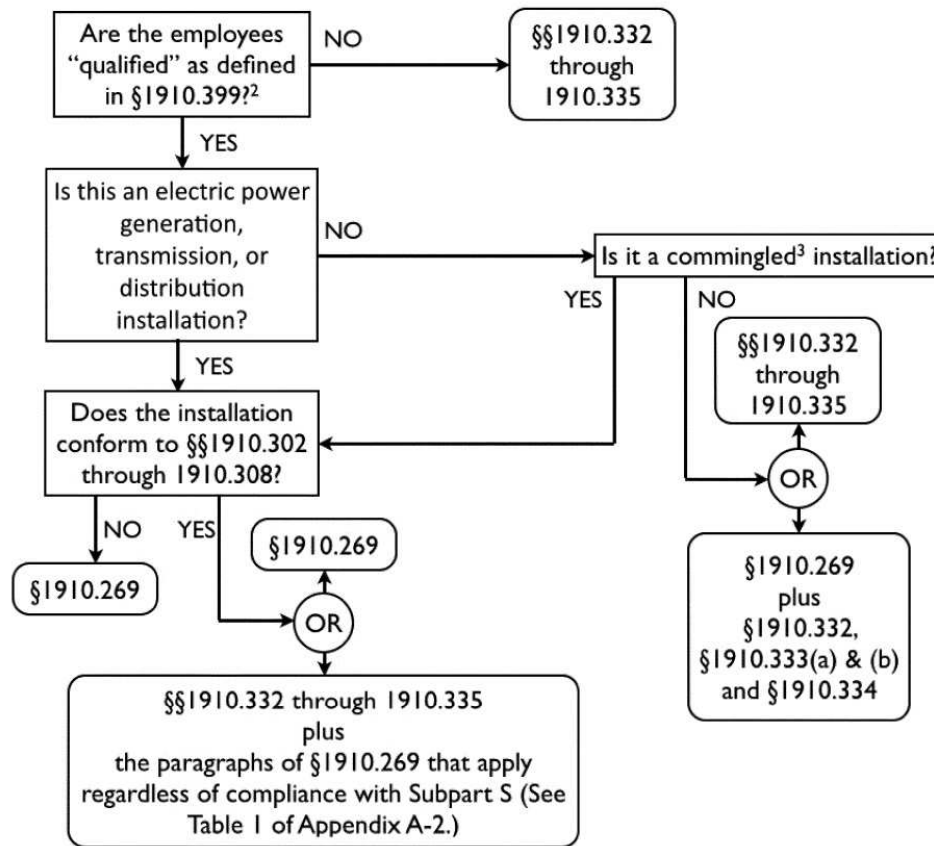 Are the employees
“qualified” as defined
in §1910.399?²
NO
§§1910.332
through
1910.335
YES
Is this an electric power
generation,
transmission, or
distribution
installation?
NO
Is it a commingled³ installation?
YES
NO
§§1910.332
through
1910.335
OR
§1910.269
plus
§1910.332,
§1910.333(a) & (b)
and §1910.334
YES
Does the installation
conform to §§1910.302
through 1910.308?
NO
§1910.269
YES
§1910.269
OR
§§1910.332 through 1910.335
plus
the paragraphs of §1910.269 that apply
regardless of compliance with Subpart S (See
Table 1 of Appendix A-2.)